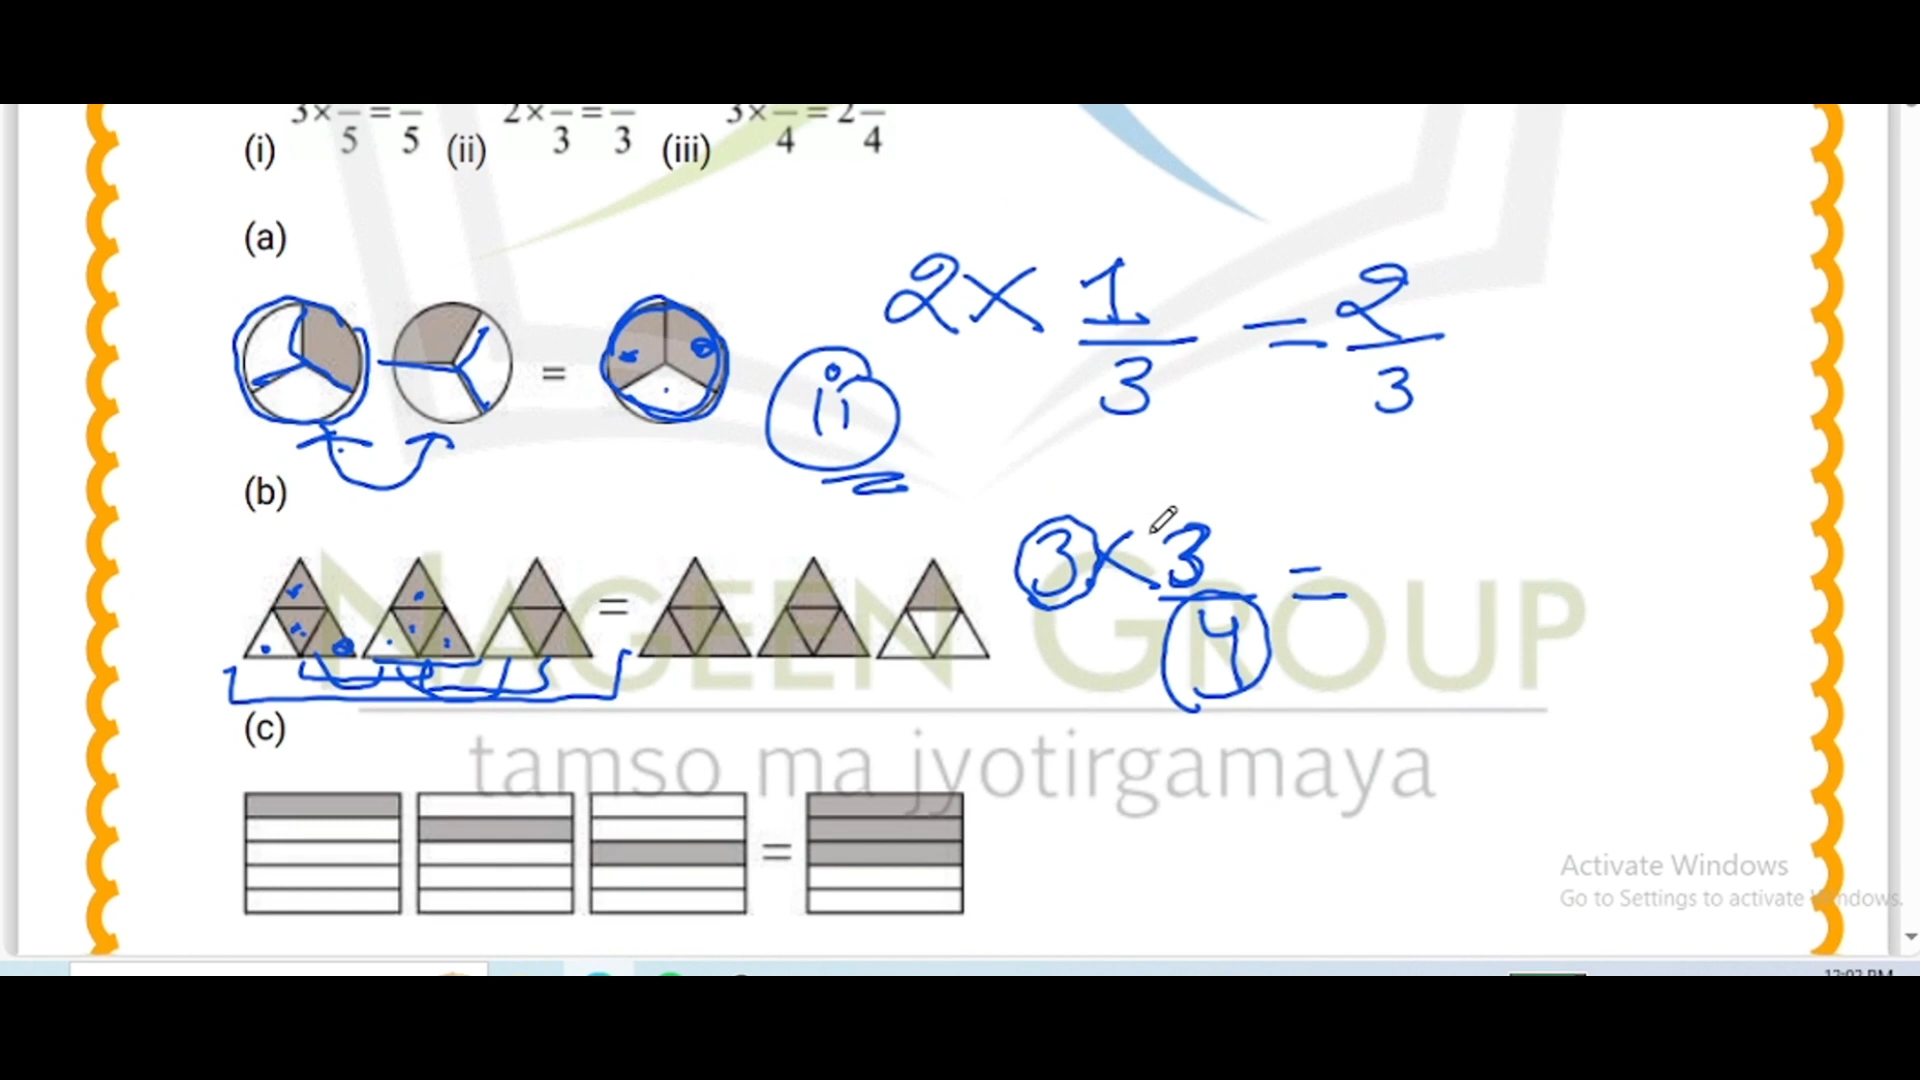 (i) 3×—/5 = —/5 (ii) 2×—/3 = —/3 (iii) 3×—/4 = 2—/4
(a)
2 × 1/3 = 2/3
=
ii
(b)
3 × 3/4 =
=
NAGEEN GROUP
(c)
tamso ma jyotirgamaya
=
Activate Windows
Go to Settings to activate Windows.